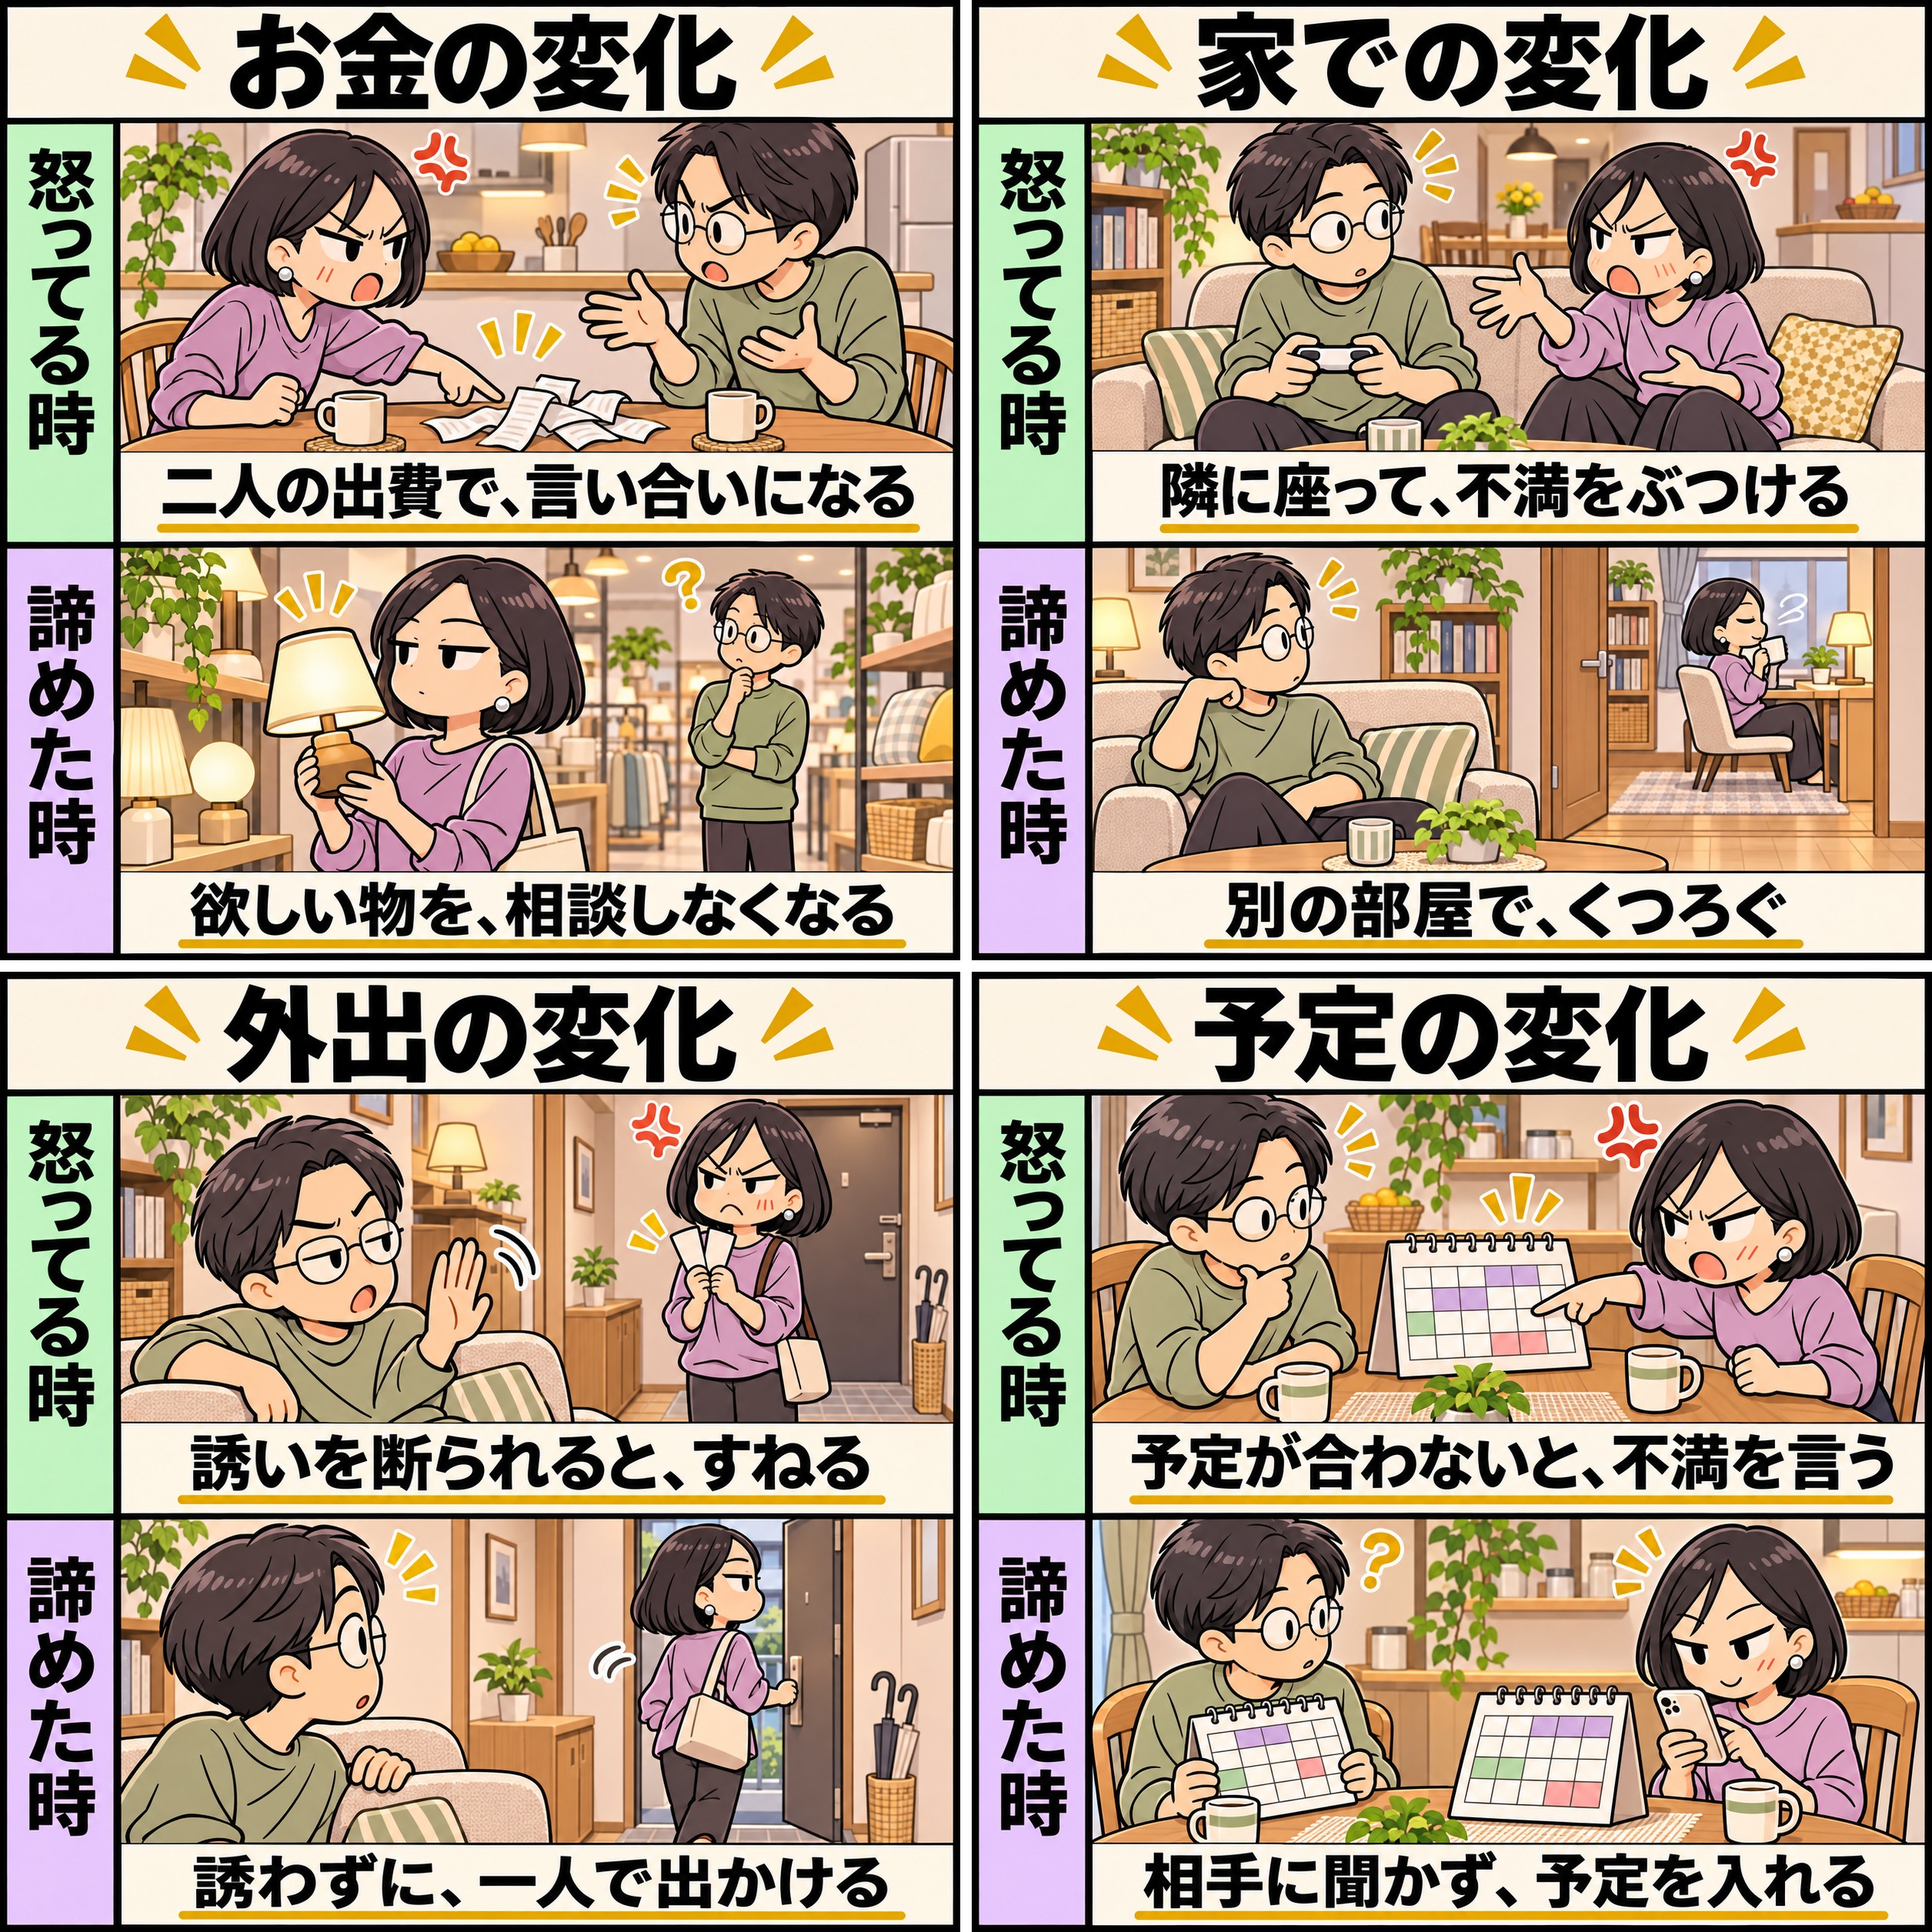 お金の変化
怒ってる時
二人の出費で、言い合いになる
諦めた時
欲しい物を、相談しなくなる
家での変化
怒ってる時
隣に座って、不満をぶつける
諦めた時
別の部屋で、くつろぐ
外出の変化
怒ってる時
誘いを断られると、すねる
諦めた時
誘わずに、一人で出かける
予定の変化
怒ってる時
予定が合わないと、不満を言う
諦めた時
相手に聞かず、予定を入れる